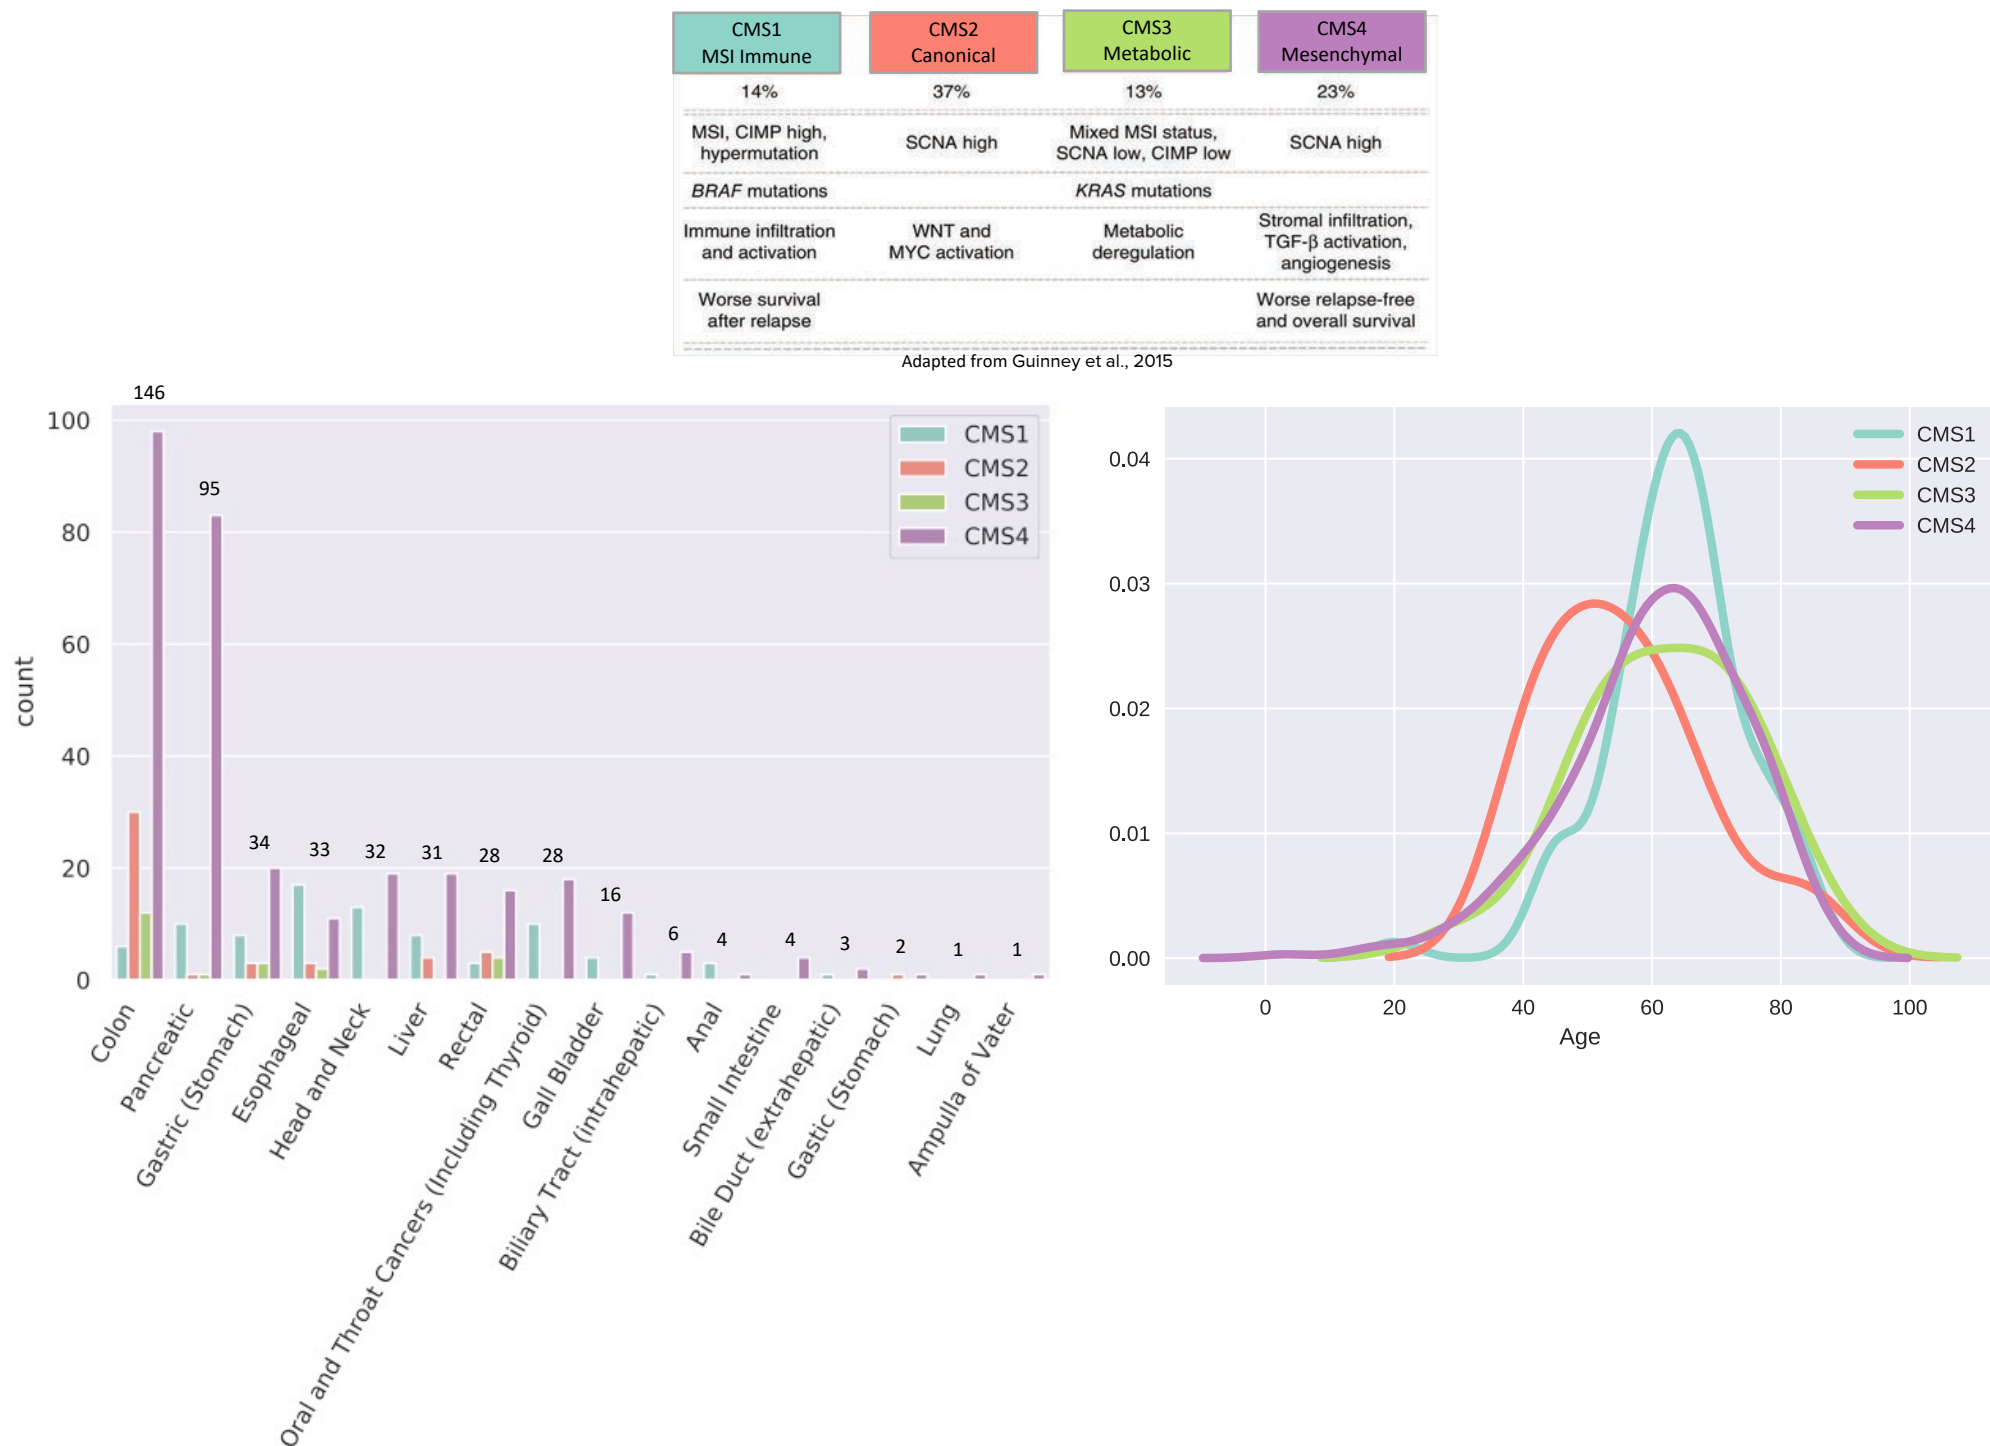 CMS1
MSI Immune
CMS2
Canonical
CMS3
Metabolic
CMS4
Mesenchymal
14%
37%
13%
23%
MSI, CIMP high,
hypermutation
SCNA high
Mixed MSI status,
SCNA low, CIMP low
SCNA high
BRAF mutations
KRAS mutations
Immune infiltration
and activation
WNT and
MYC activation
Metabolic
deregulation
Stromal infiltration,
TGF-β activation,
angiogenesis
Worse survival
after relapse
Worse relapse-free
and overall survival
Adapted from Guinney et al., 2015
146
95
34
33
32
31
28
28
16
6
4
4
3
2
1
1
100
80
60
40
20
0
count
CMS1
CMS2
CMS3
CMS4
Colon
Pancreatic
Gastric (Stomach)
Esophageal
Head and Neck
Liver
Rectal
Oral and Throat Cancers (Including Thyroid)
Gall Bladder
Biliary Tract (intrahepatic)
Anal
Small Intestine
Bile Duct (extrahepatic)
Gastic (Stomach)
Lung
Ampulla of Vater
0.04
0.03
0.02
0.01
0.00
CMS1
CMS2
CMS3
CMS4
0
20
40
60
80
100
Age